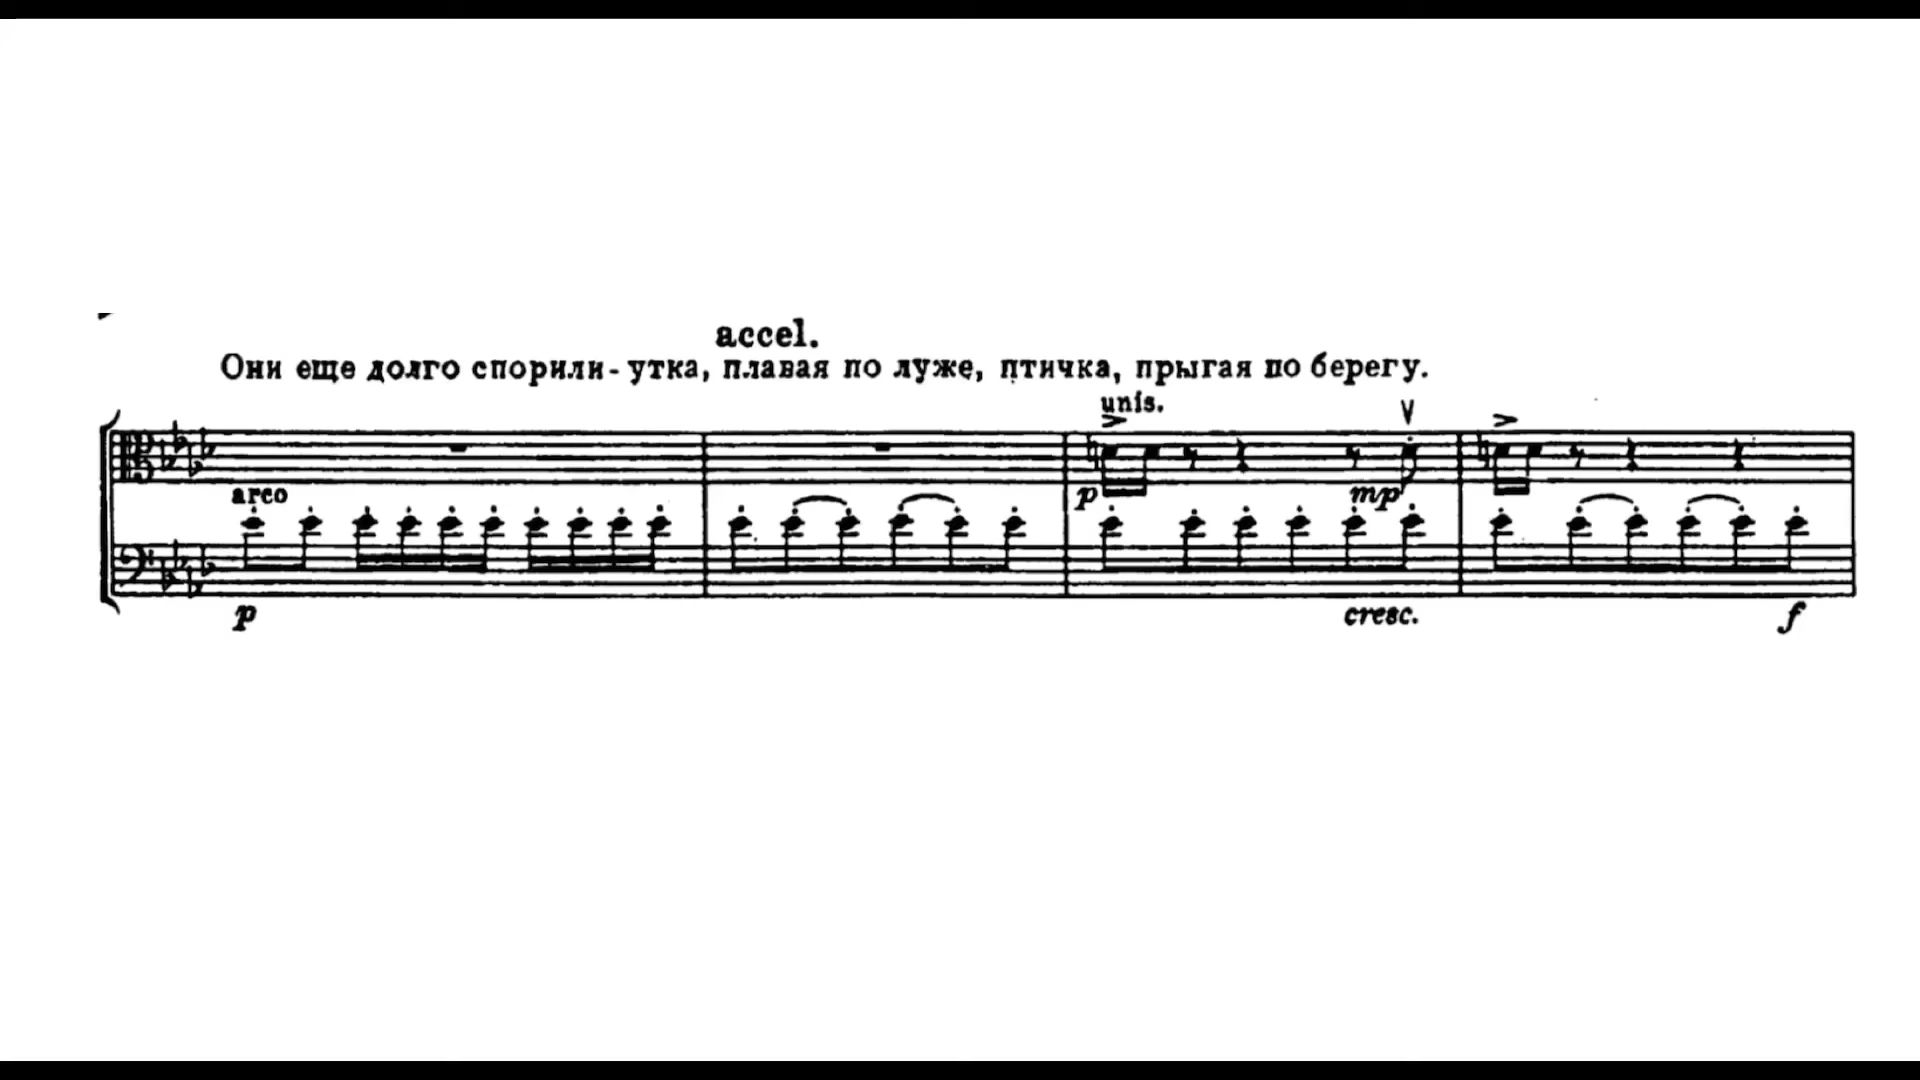 accel.
Они еще долго спорили - утка, плавая по луже, птичка, прыгая по берегу.
unis.
arco
p mp
p cresc. f